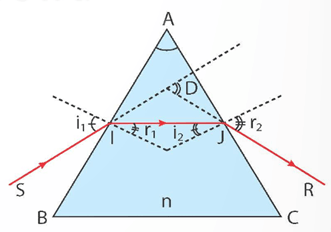 A
D
i₁ r₁ i₂ r₂
I J
S R
n
B C